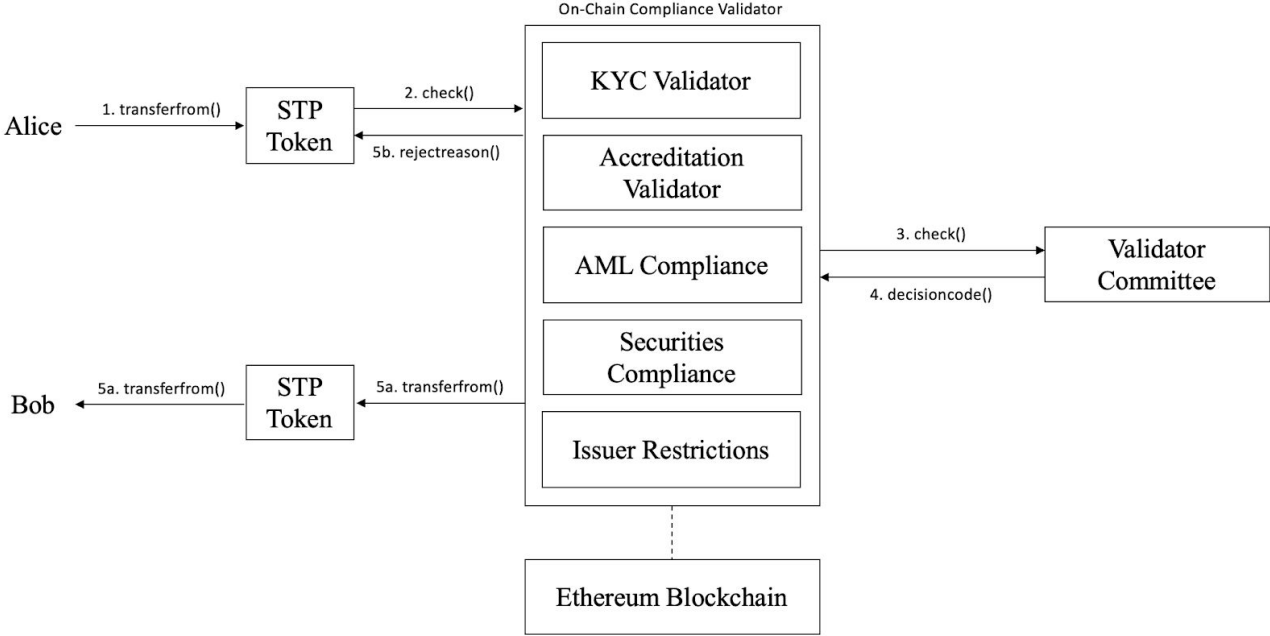 On-Chain Compliance Validator
KYC Validator
Alice
1. transferfrom()
STP
Token
2. check()
5b. rejectreason()
Accreditation
Validator
AML Compliance
3. check()
4. decisioncode()
Validator
Committee
Securities
Compliance
Bob
5a. transferfrom()
STP
Token
5a. transferfrom()
Issuer Restrictions
Ethereum Blockchain